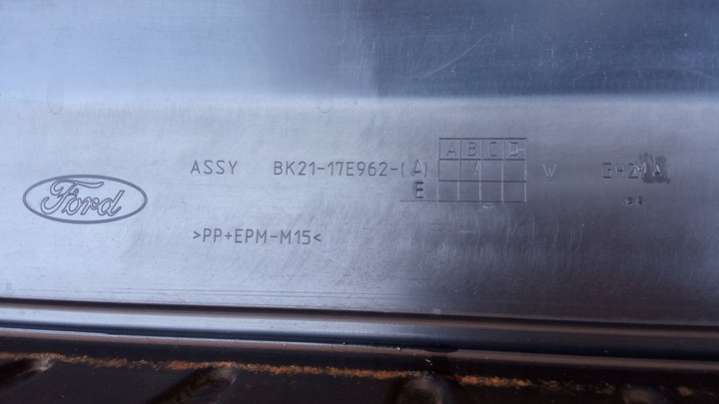 A B C D
ASSY BK21-17E962-(A) V
E
Ford
>PP+EPM-M15<